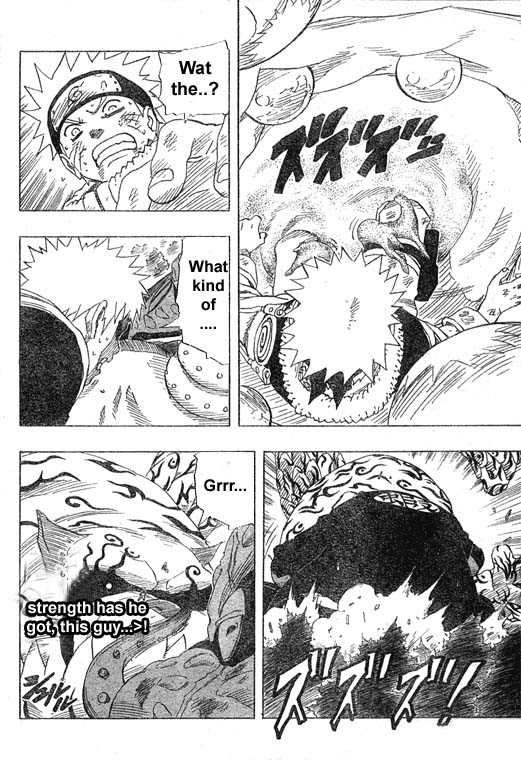 ズズズッ
Wat
the..?
What
kind
of
....
ズズズ!
Grrr...
strength has he
got, this guy...>!